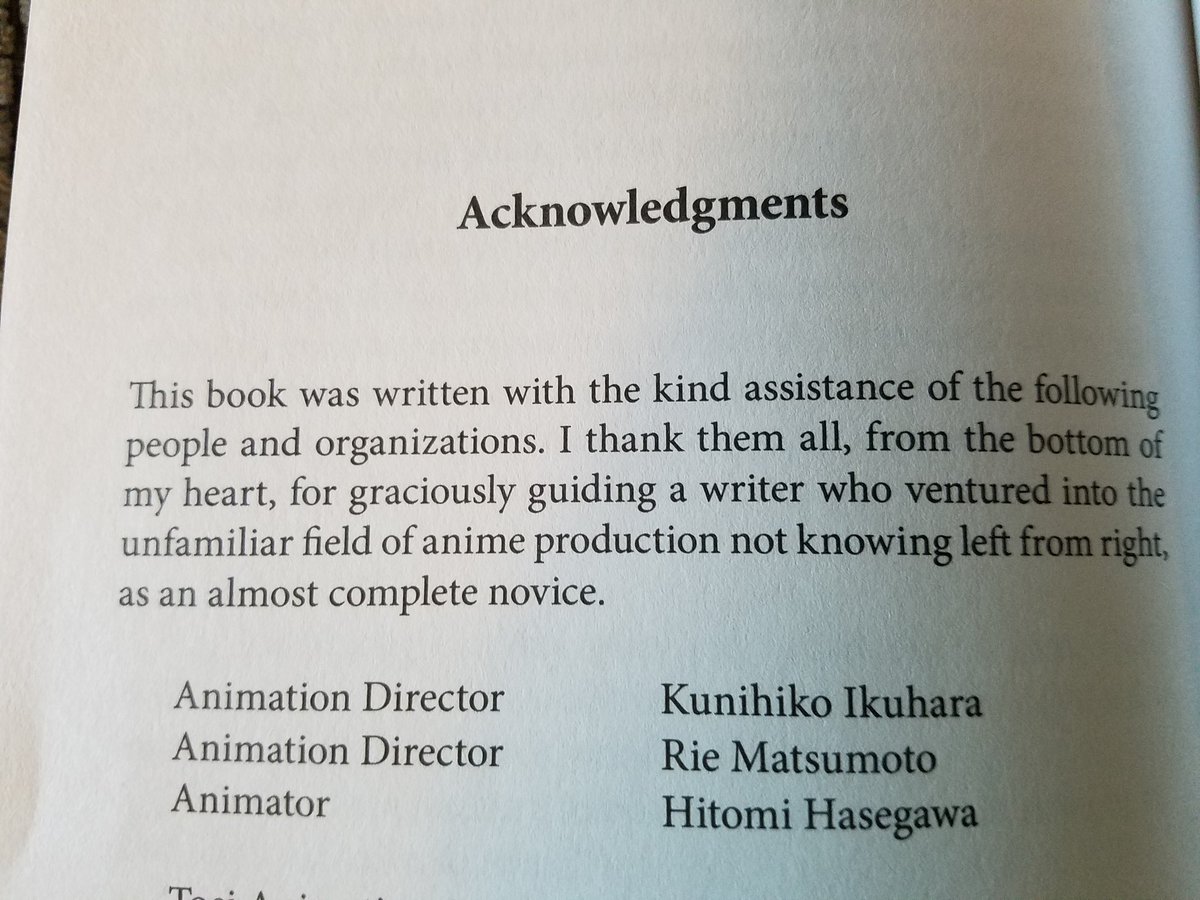 Acknowledgments
This book was written with the kind assistance of the following
people and organizations. I thank them all, from the bottom of
my heart, for graciously guiding a writer who ventured into the
unfamiliar field of anime production not knowing left from right,
as an almost complete novice.
Animation Director Kunihiko Ikuhara
Animation Director Rie Matsumoto
Animator Hitomi Hasegawa